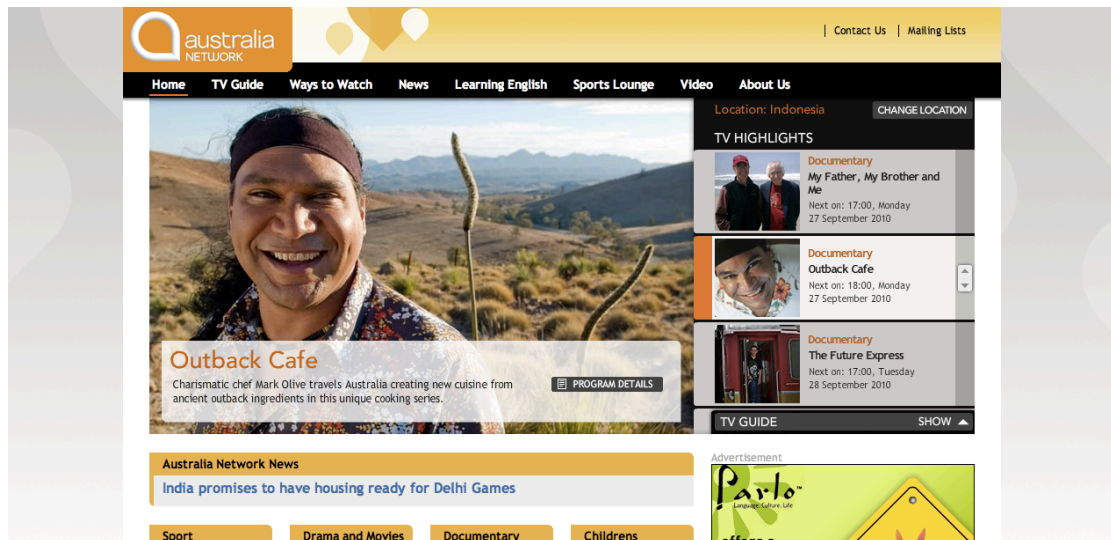 australia
NETWORK
Contact Us | Mailing Lists
Home TV Guide Ways to Watch News Learning English Sports Lounge Video About Us
Location: Indonesia CHANGE LOCATION
TV HIGHLIGHTS
Documentary
My Father, My Brother and
Me
Next on: 17:00, Monday
27 September 2010
Documentary
Outback Cafe
Next on: 18:00, Monday
27 September 2010
Documentary
The Future Express
Next on: 17:00, Tuesday
28 September 2010
TV GUIDE SHOW
Outback Cafe
Charismatic chef Mark Olive travels Australia creating new cuisine from
ancient outback ingredients in this unique cooking series.
PROGRAM DETAILS
Australia Network News
India promises to have housing ready for Delhi Games
Sport Drama and Movies Documentary Childrens
Advertisement
Parlo™
Language. Culture. Life
offers a